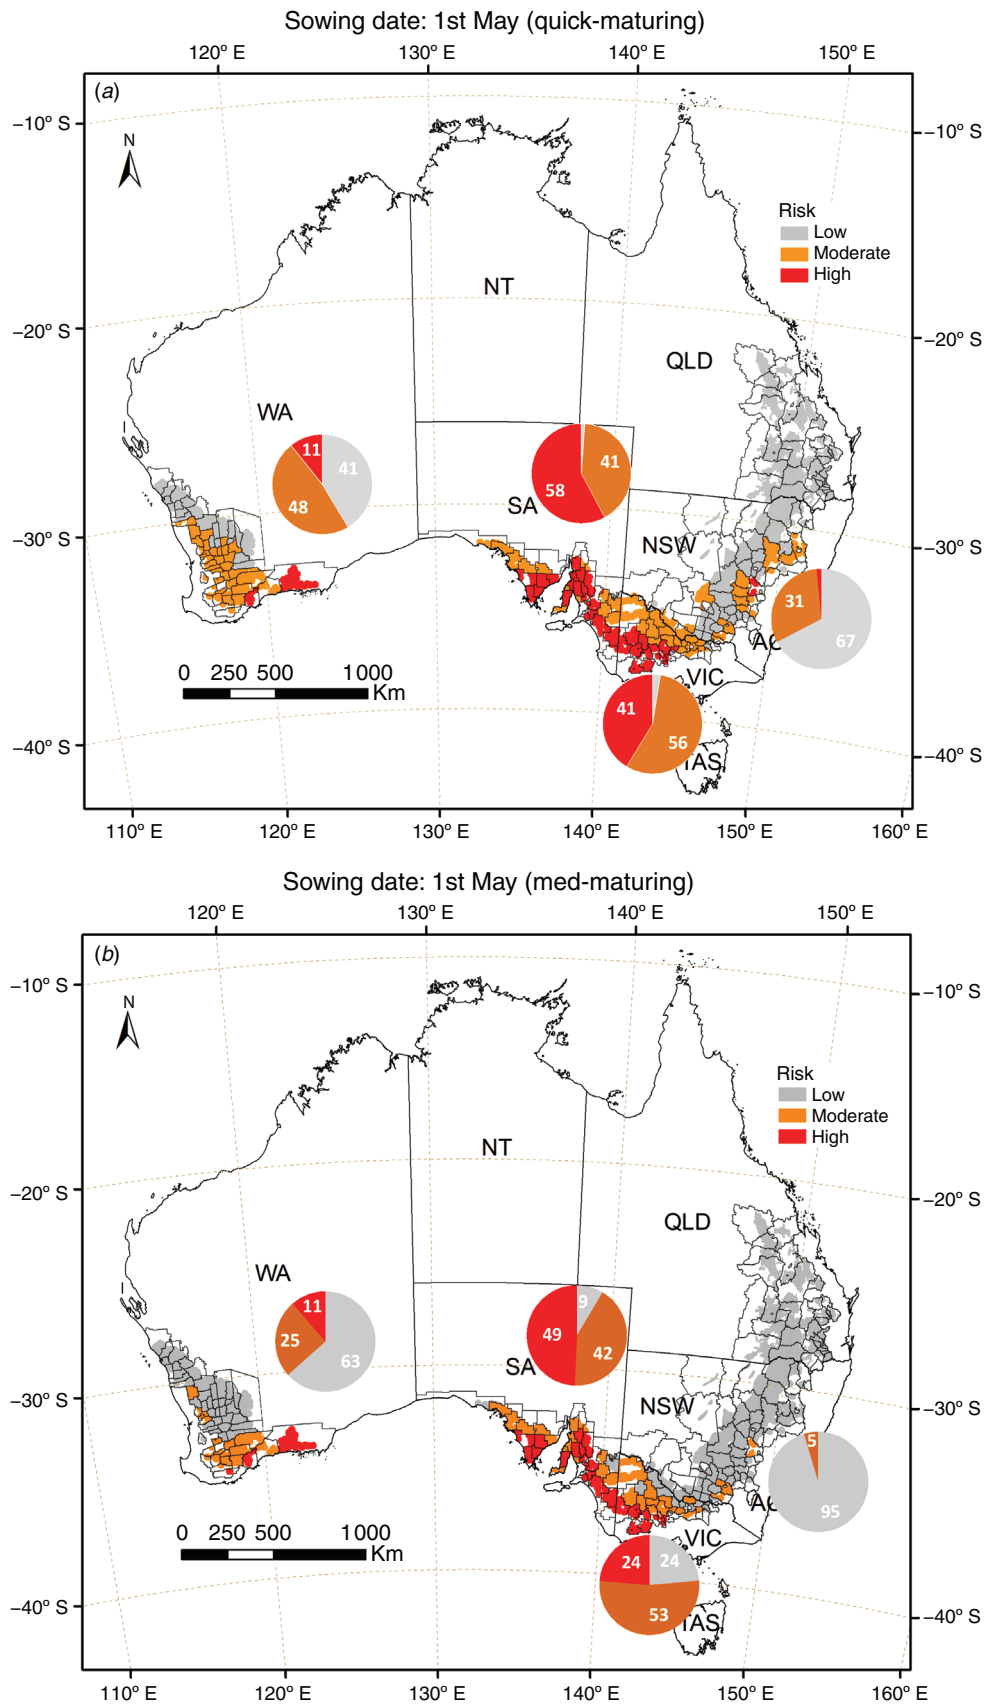 Sowing date: 1st May (quick-maturing)
120° E 130° E 140° E 150° E
(a)
–10° S –10° S
N
Risk
Low
Moderate
High
NT
–20° S –20° S
QLD
WA
11 41 48
41 58
SA
–30° S –30° S
NSW
31 67
AC
0 250 500 1000
Km
VIC
41 56
TAS
–40° S –40° S
110° E 120° E 130° E 140° E 150° E 160° E
Sowing date: 1st May (med-maturing)
120° E 130° E 140° E 150° E
(b)
–10° S –10° S
N
Risk
Low
Moderate
High
NT
–20° S –20° S
QLD
WA
11 25 63
9 49 42
SA
–30° S –30° S
NSW
5 95
AC
0 250 500 1000
Km
VIC
24 24 53
TAS
–40° S –40° S
110° E 120° E 130° E 140° E 150° E 160° E